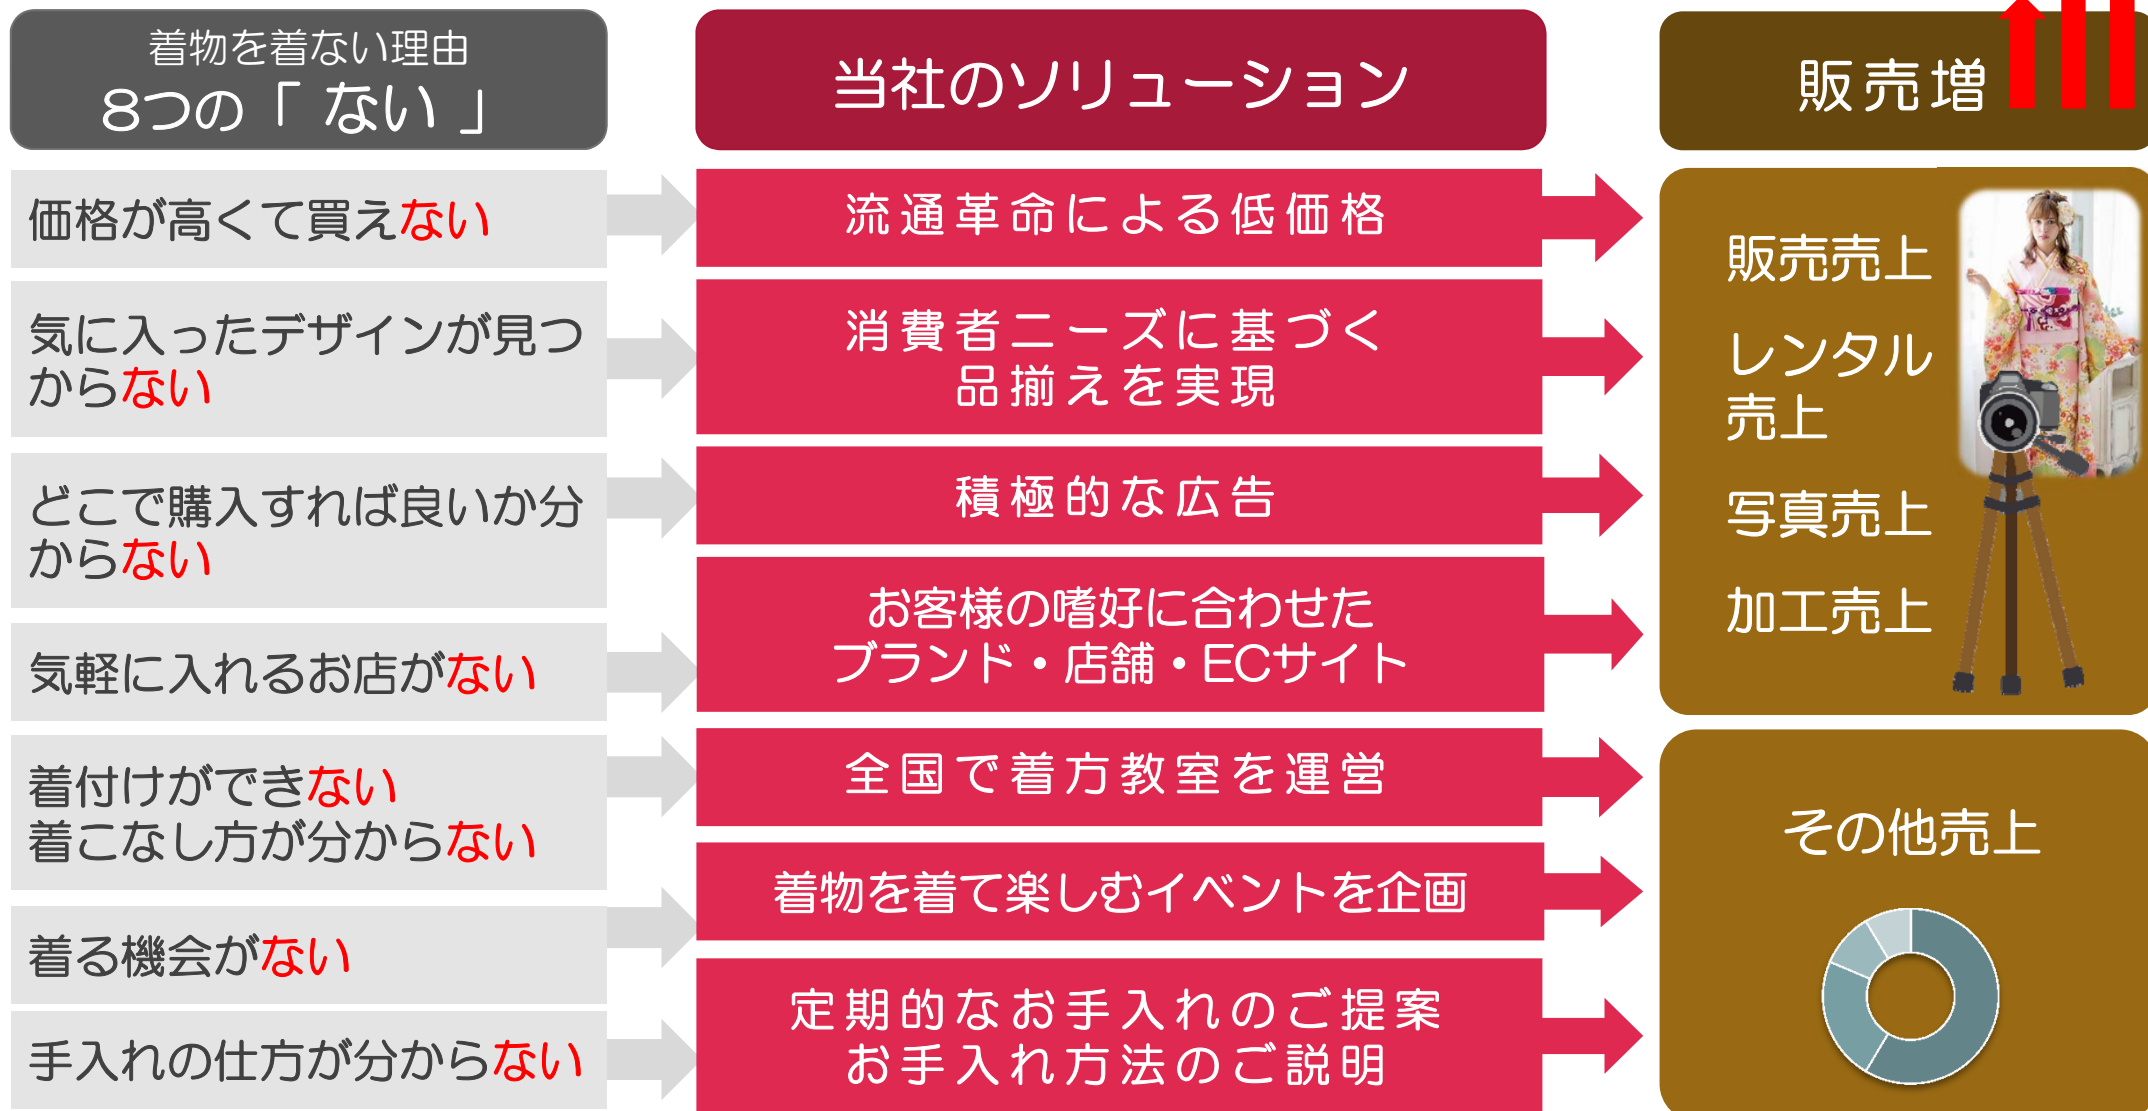 着物を着ない理由
8つの「 ない 」
当社のソリューション
販売増
価格が高くて買えない
流通革命による低価格
気に入ったデザインが見つ
からない
消費者ニーズに基づく
品揃えを実現
どこで購入すれば良いか分
からない
積極的な広告
気軽に入れるお店がない
お客様の嗜好に合わせた
ブランド・店舗・ECサイト
着付けができない
着こなし方が分からない
全国で着方教室を運営
着る機会がない
着物を着て楽しむイベントを企画
手入れの仕方が分からない
定期的なお手入れのご提案
お手入れ方法のご説明
販売売上
レンタル
売上
写真売上
加工売上
その他売上